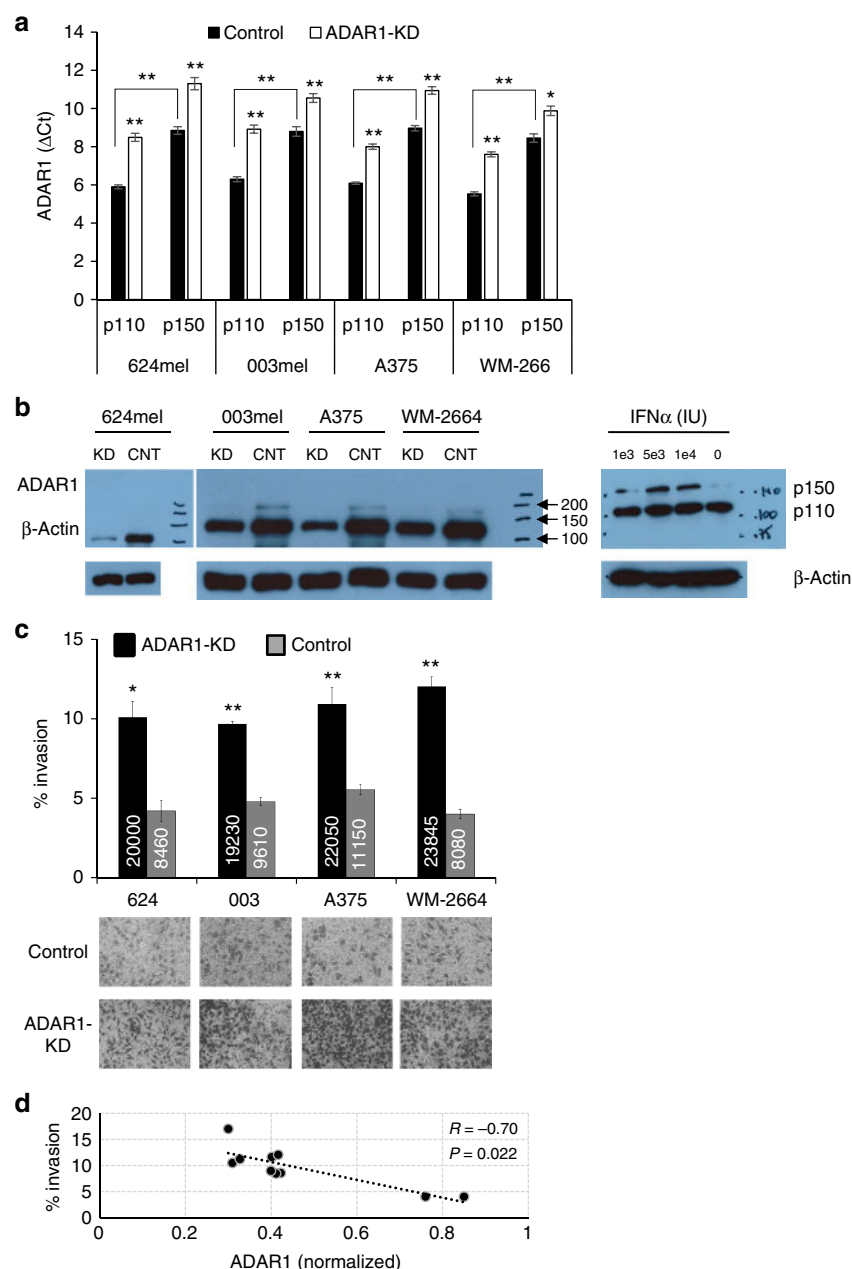 a
Control ADAR1-KD
14
12
10
8
6
4
2
0
ADAR1 (ΔCt)
** ** ** **
** ** ** *
** ** ** **
p110 p150 p110 p150 p110 p150 p110 p150
624mel 003mel A375 WM-266
b
624mel 003mel A375 WM-2664 IFNα (IU)
KD CNT KD CNT KD CNT KD CNT 1e3 5e3 1e4 0
ADAR1
β-Actin
200
150
100
.140
.100
.75
p150
p110
β-Actin
c
ADAR1-KD Control
15
10
5
0
% invasion
* ** ** **
20000 8460 19230 9610 22050 11150 23845 8080
624 003 A375 WM-2664
Control
ADAR1-
KD
d
20
15
10
5
0
% invasion
R = –0.70
P = 0.022
0 0.2 0.4 0.6 0.8 1
ADAR1 (normalized)